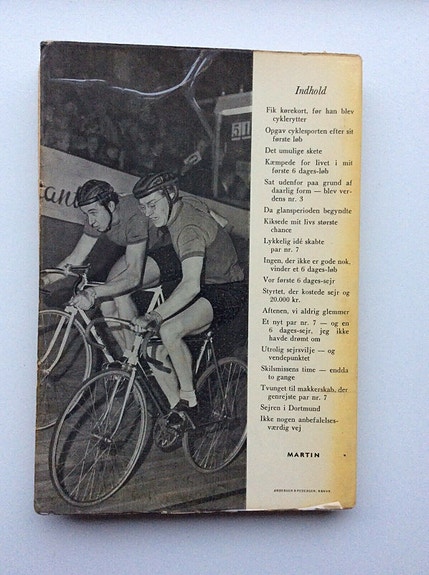 ant
51
Indhold
Fik kørekort, før han blev
cyklerytter
Opgav cyklesporten efter sit
første løb
Det umulige skete
Kæmpede for livet i mit
første 6 dages-løb
Sat udenfor paa grund af
daarlig form — blev ver-
dens nr. 3
Da glansperioden begyndte
Kiksede mit livs største
chance
Lykkelig idé skabte
par nr. 7
Ingen, der ikke er gode nok,
vinder et 6 dages-løb
Vor første 6 dages-sejr
Styrtet, der kostede sejr og
20.000 kr.
Aftenen, vi aldrig glemmer
Et nyt par nr. 7 — og en
6 dages-sejr, jeg ikke
havde drømt om
Utrolig sejrsvilje — og
vendepunktet
Skilsmissens time — endda
to gange
Tvunget til makkerskab, der
genrejste par nr. 7
Sejren i Dortmund
Ikke nogen anbefalelses-
værdig vej
MARTIN